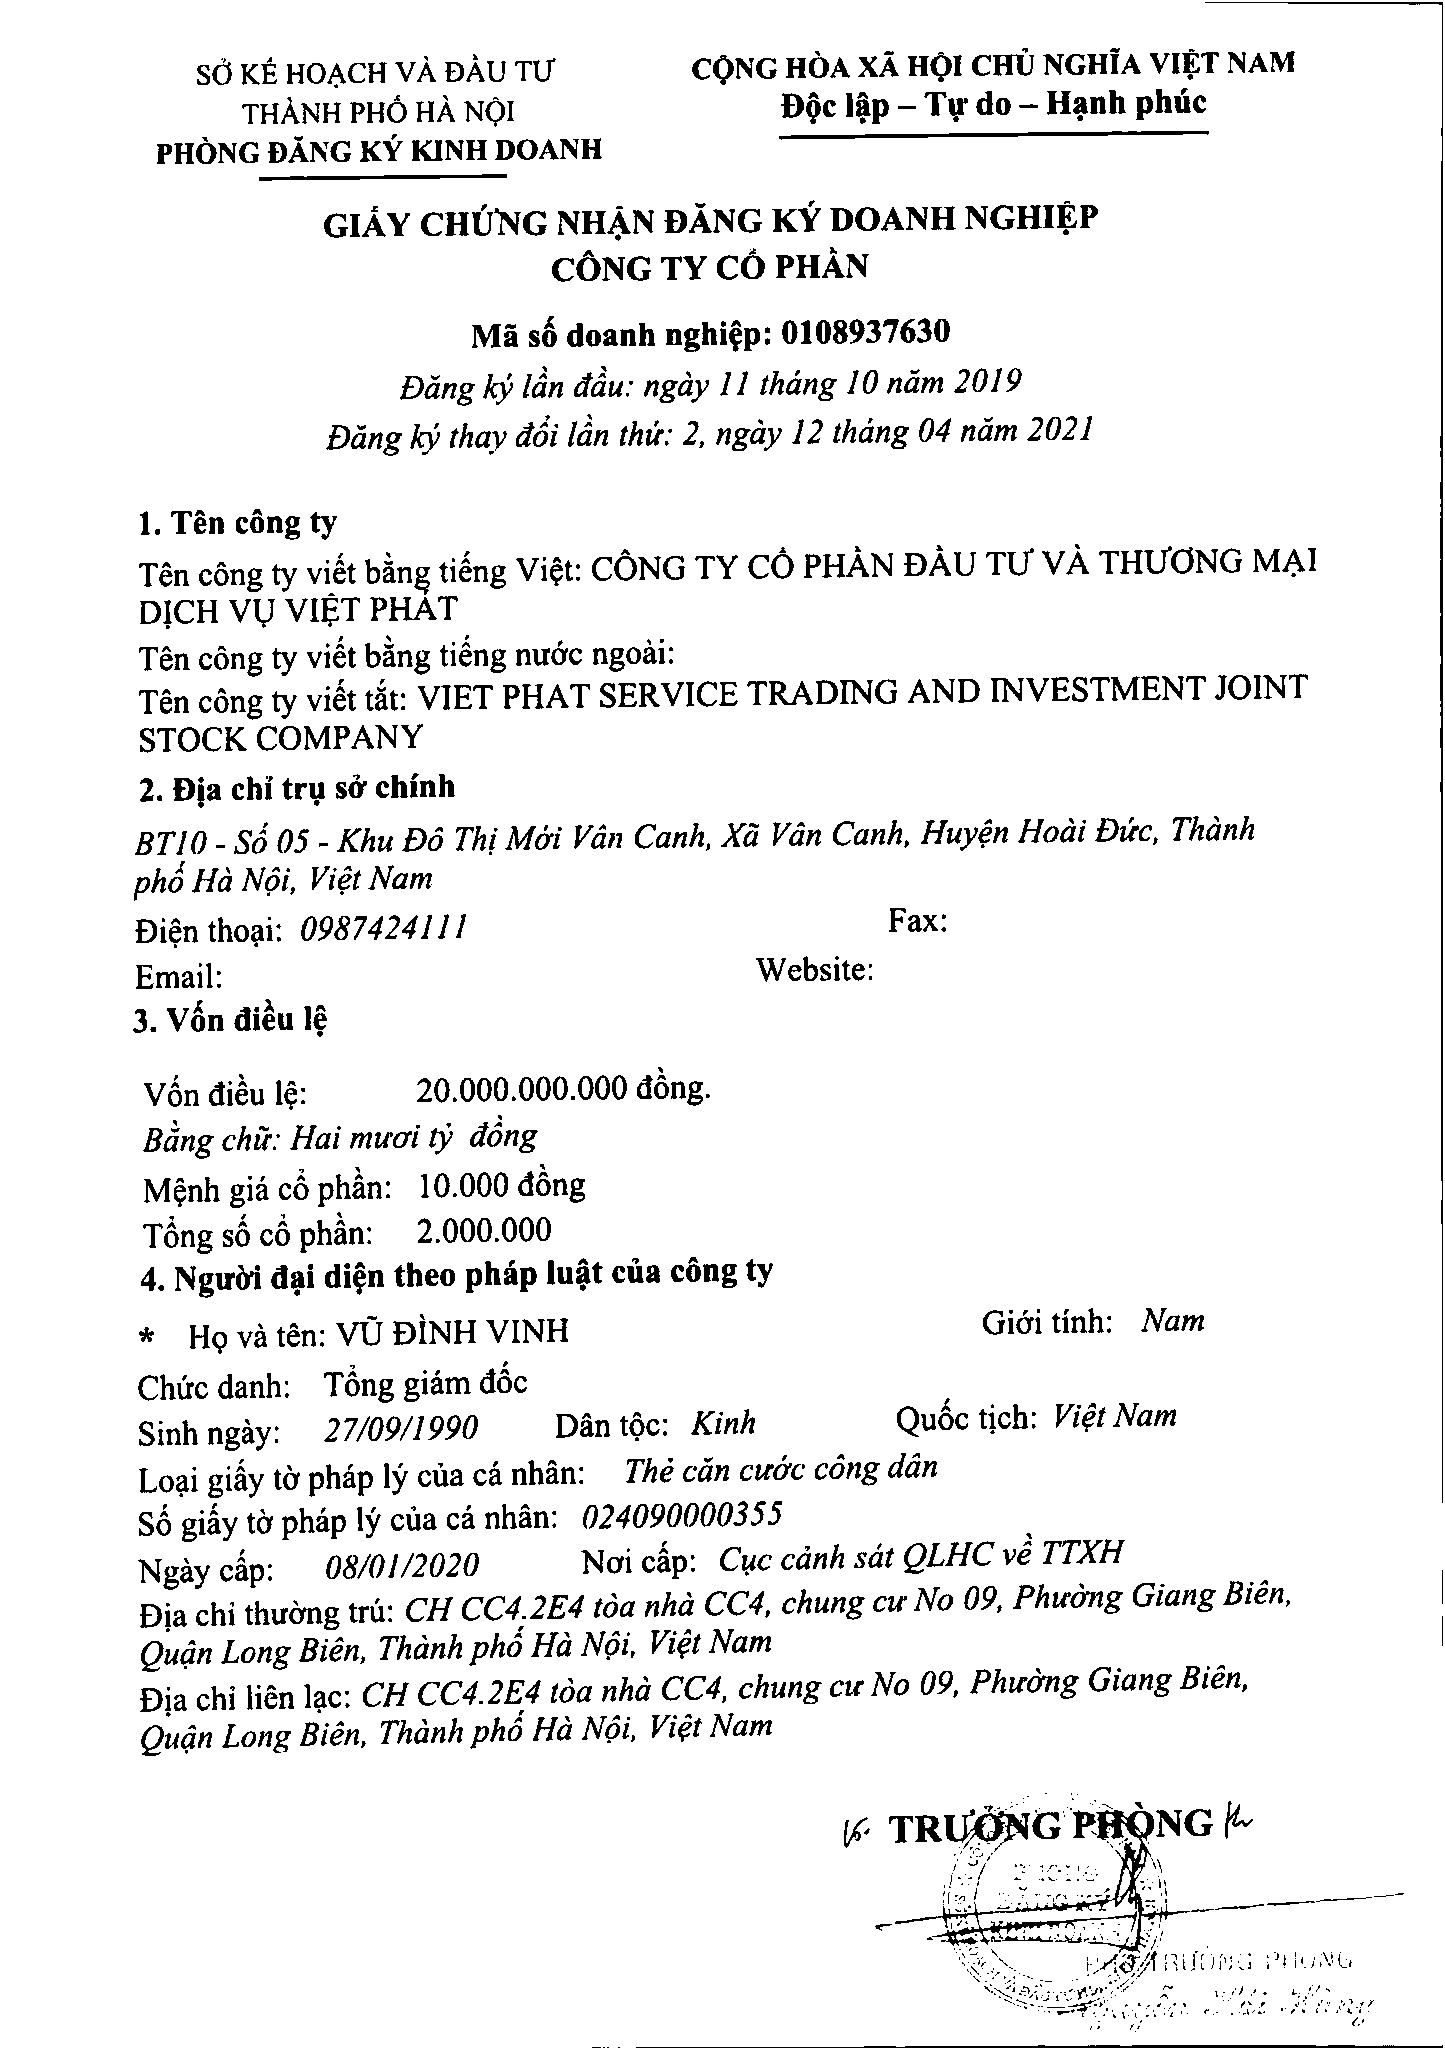 SỞ KẾ HOẠCH VÀ ĐẦU TƯ
THÀNH PHỐ HÀ NỘI
PHÒNG ĐĂNG KÝ KINH DOANH
CỘNG HÒA XÃ HỘI CHỦ NGHĨA VIỆT NAM
Độc lập – Tự do – Hạnh phúc
GIẤY CHỨNG NHẬN ĐĂNG KÝ DOANH NGHIỆP
CÔNG TY CỔ PHẦN
Mã số doanh nghiệp: 0108937630
Đăng ký lần đầu: ngày 11 tháng 10 năm 2019
Đăng ký thay đổi lần thứ: 2, ngày 12 tháng 04 năm 2021
1. Tên công ty
Tên công ty viết bằng tiếng Việt: CÔNG TY CỔ PHẦN ĐẦU TƯ VÀ THƯƠNG MẠI
DỊCH VỤ VIỆT PHÁT
Tên công ty viết bằng tiếng nước ngoài:
Tên công ty viết tắt: VIET PHAT SERVICE TRADING AND INVESTMENT JOINT
STOCK COMPANY
2. Địa chỉ trụ sở chính
BT10 - Số 05 - Khu Đô Thị Mới Vân Canh, Xã Vân Canh, Huyện Hoài Đức, Thành
phố Hà Nội, Việt Nam
Điện thoại: 0987424111 Fax:
Email: Website:
3. Vốn điều lệ
Vốn điều lệ: 20.000.000.000 đồng.
Bằng chữ: Hai mươi tỷ đồng
Mệnh giá cổ phần: 10.000 đồng
Tổng số cổ phần: 2.000.000
4. Người đại diện theo pháp luật của công ty
* Họ và tên: VŨ ĐÌNH VINH Giới tính: Nam
Chức danh: Tổng giám đốc
Sinh ngày: 27/09/1990 Dân tộc: Kinh Quốc tịch: Việt Nam
Loại giấy tờ pháp lý của cá nhân: Thẻ căn cước công dân
Số giấy tờ pháp lý của cá nhân: 024090000355
Ngày cấp: 08/01/2020 Nơi cấp: Cục cảnh sát QLHC về TTXH
Địa chỉ thường trú: CH CC4.2E4 tòa nhà CC4, chung cư No 09, Phường Giang Biên,
Quận Long Biên, Thành phố Hà Nội, Việt Nam
Địa chỉ liên lạc: CH CC4.2E4 tòa nhà CC4, chung cư No 09, Phường Giang Biên,
Quận Long Biên, Thành phố Hà Nội, Việt Nam
TRƯỞNG PHÒNG
PHÒNG
ĐĂNG KÝ
KINH DOANH
PHÓ TRƯỞNG PHÒNG